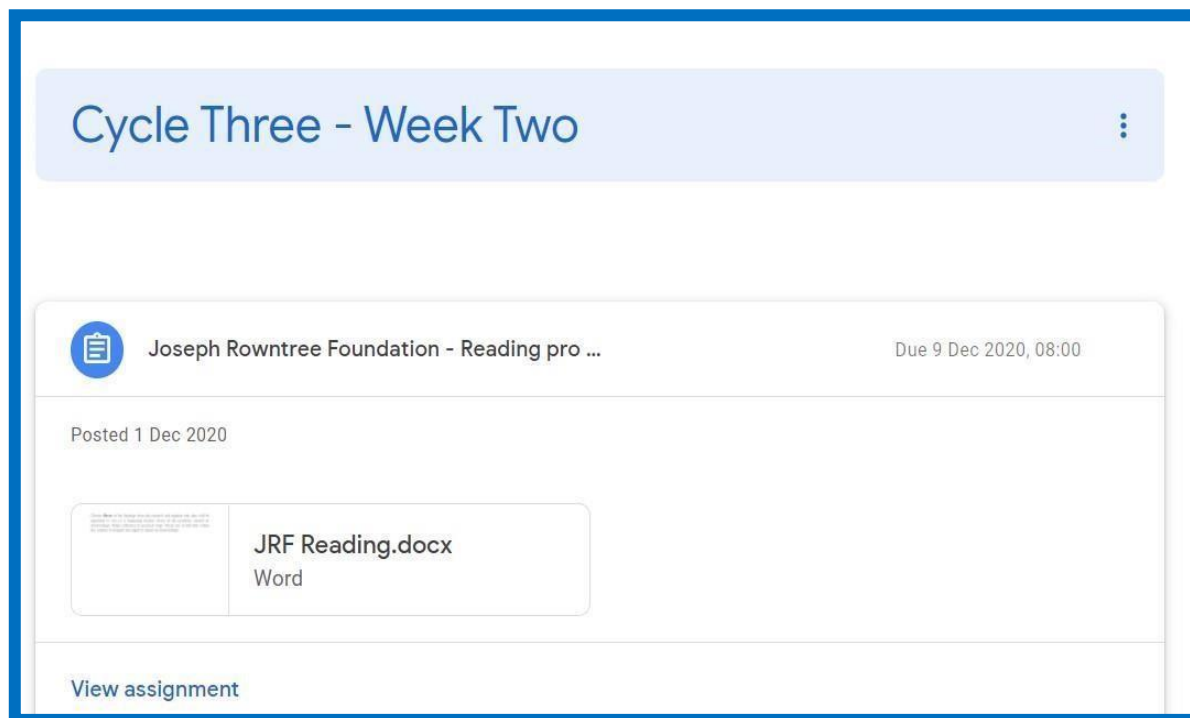 Cycle Three - Week Two
Joseph Rowntree Foundation - Reading pro ...
Due 9 Dec 2020, 08:00
Posted 1 Dec 2020
JRF Reading.docx
Word
View assignment